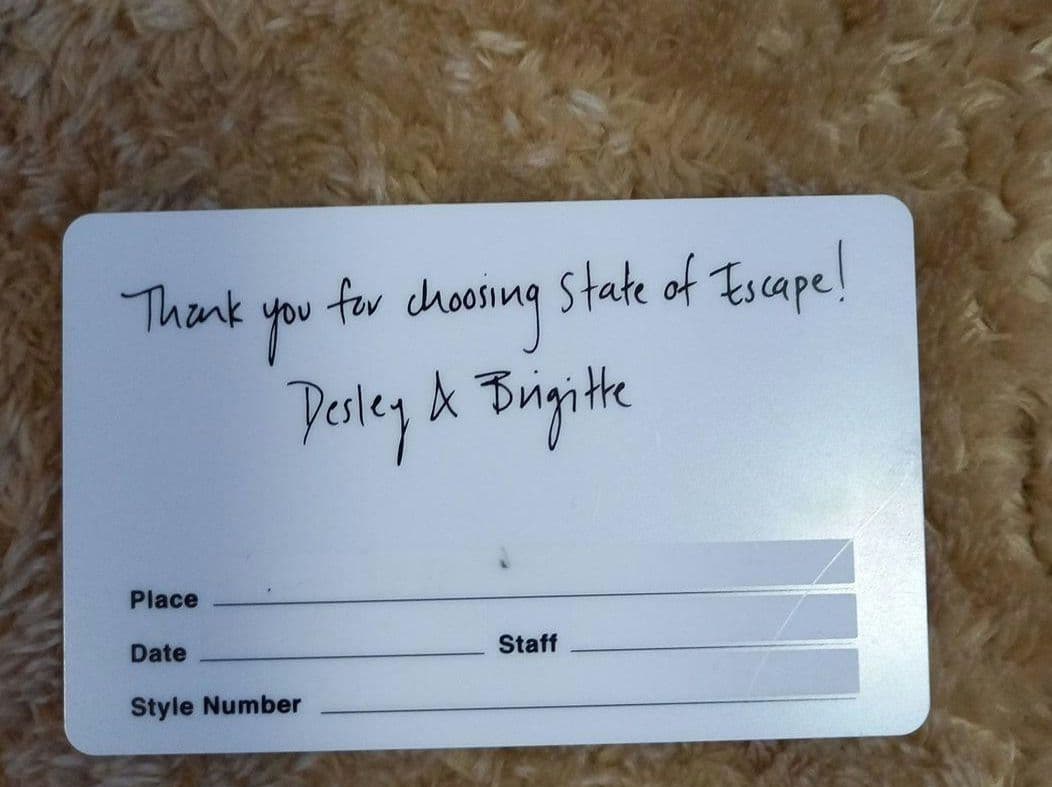 Thank you for choosing State of Escape!
Desley & Brigitte
Place
Date Staff
Style Number